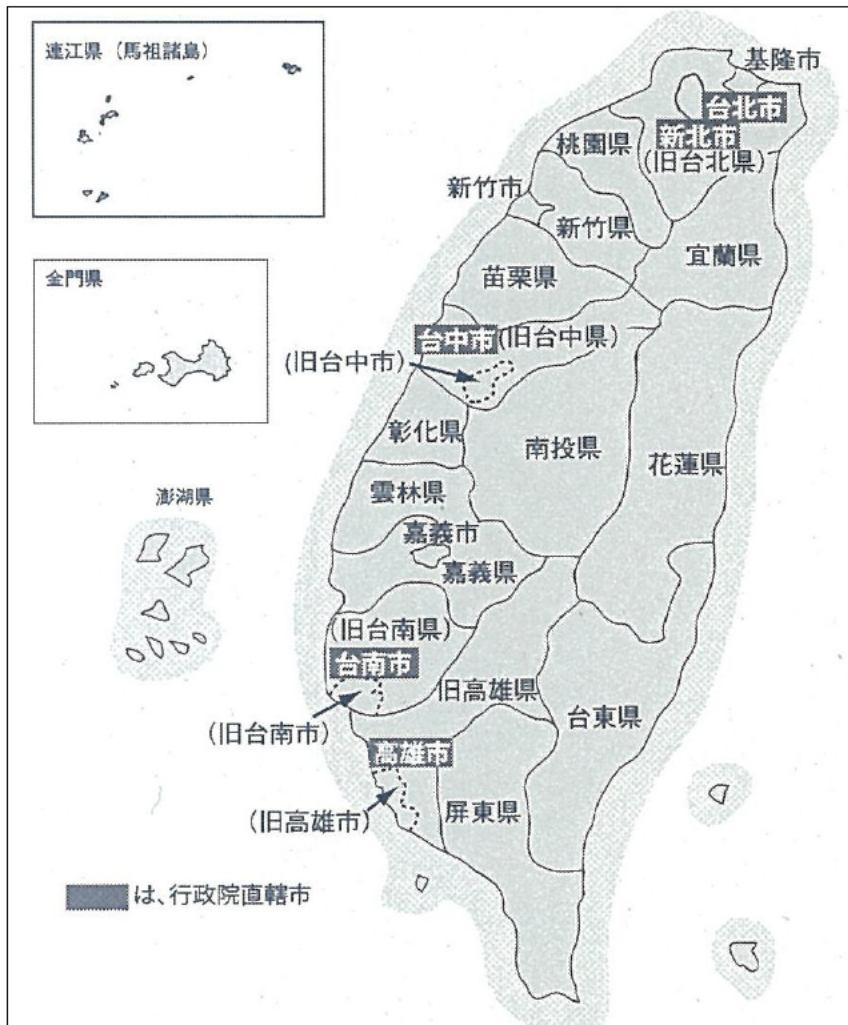 連江県（馬祖諸島）
基隆市
台北市
新北市
(旧台北県)
桃園県
新竹市
新竹県
宜蘭県
苗栗県
金門県
台中市
(旧台中県)
(旧台中市)
彰化県
南投県
花蓮県
雲林県
澎湖県
嘉義市
嘉義県
(旧台南県)
台南市
旧高雄県
台東県
(旧台南市)
高雄市
屏東県
(旧高雄市)
は、行政院直轄市